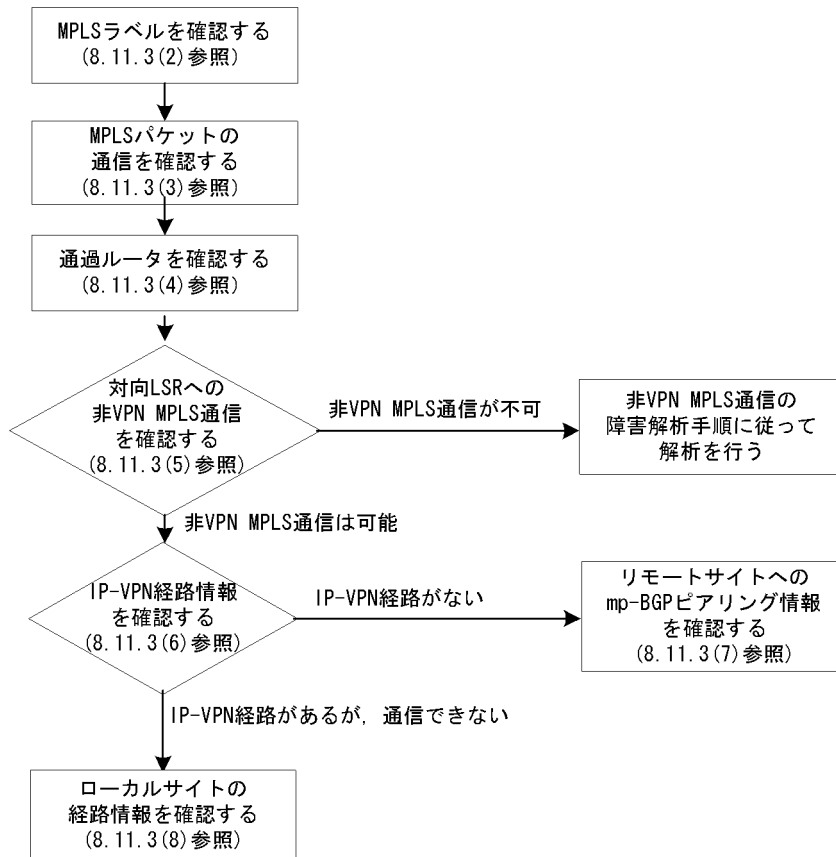 MPLSラベルを確認する
(8.11.3(2)参照)
MPLSパケットの
通信を確認する
(8.11.3(3)参照)
通過ルータを確認する
(8.11.3(4)参照)
対向LSRへの
非VPN MPLS通信
を確認する
(8.11.3(5)参照)
非VPN MPLS通信が不可
非VPN MPLS通信の
障害解析手順に従って
解析を行う
非VPN MPLS通信は可能
IP-VPN経路情報
を確認する
(8.11.3(6)参照)
IP-VPN経路がない
リモートサイトへの
mp-BGPピアリング情報
を確認する
(8.11.3(7)参照)
IP-VPN経路があるが，通信できない
ローカルサイトの
経路情報を確認する
(8.11.3(8)参照)